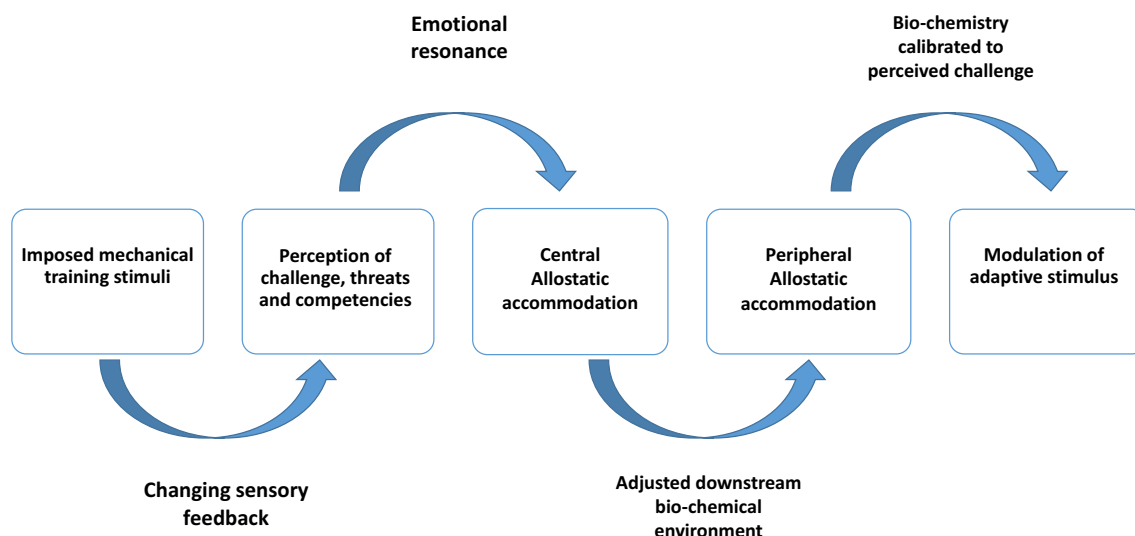 Emotional
resonance
Bio-chemistry
calibrated to
perceived challenge
Imposed mechanical
training stimuli
Perception of
challenge, threats
and competencies
Central
Allostatic
accommodation
Peripheral
Allostatic
accommodation
Modulation of
adaptive stimulus
Changing sensory
feedback
Adjusted downstream
bio-chemical
environment